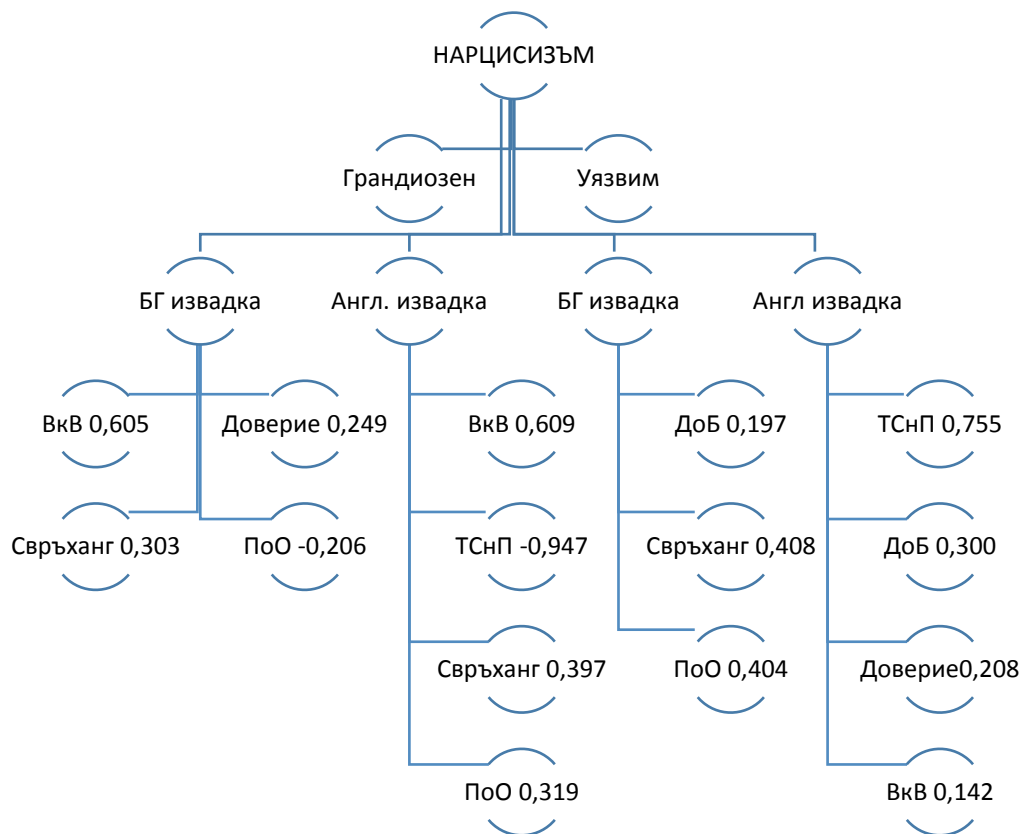 НАРЦИСИЗЪМ
Грандиозен
Уязвим
БГ извадка
Англ. извадка
БГ извадка
Англ извадка
ВкВ 0,605
Доверие 0,249
ВкВ 0,609
ДоБ 0,197
ТСнП 0,755
Свръханг 0,303
ПоО -0,206
ТСнП -0,947
Свръханг 0,408
ДоБ 0,300
Свръханг 0,397
ПоО 0,404
Доверие0,208
ПоО 0,319
ВкВ 0,142